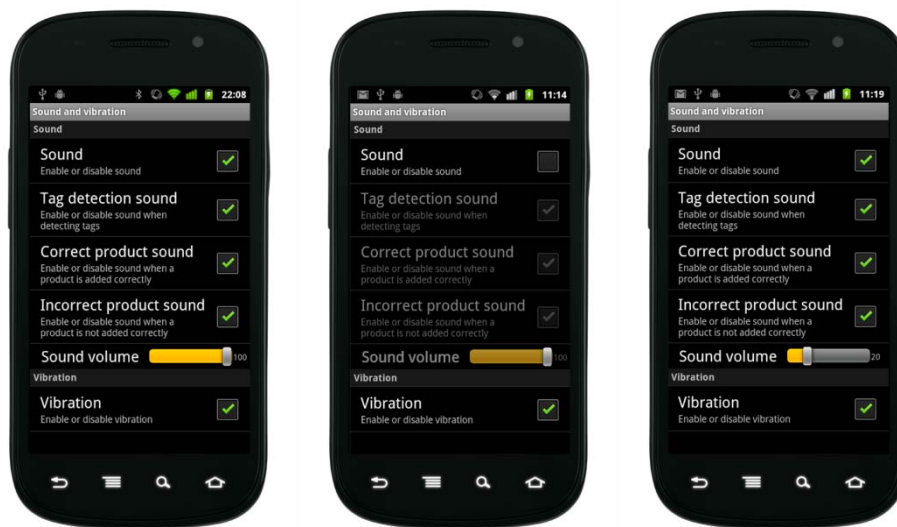 22:08
Sound and vibration
Sound
Sound
Enable or disable sound
Tag detection sound
Enable or disable sound when
detecting tags
Correct product sound
Enable or disable sound when a
product is added correctly
Incorrect product sound
Enable or disable sound when a
product is not added correctly
Sound volume 100
Vibration
Vibration
Enable or disable vibration
11:14
Sound and vibration
Sound
Sound
Enable or disable sound
Tag detection sound
Enable or disable sound when
detecting tags
Correct product sound
Enable or disable sound when a
product is added correctly
Incorrect product sound
Enable or disable sound when a
product is not added correctly
Sound volume 100
Vibration
Vibration
Enable or disable vibration
11:19
Sound and vibration
Sound
Sound
Enable or disable sound
Tag detection sound
Enable or disable sound when
detecting tags
Correct product sound
Enable or disable sound when a
product is added correctly
Incorrect product sound
Enable or disable sound when a
product is not added correctly
Sound volume 20
Vibration
Vibration
Enable or disable vibration